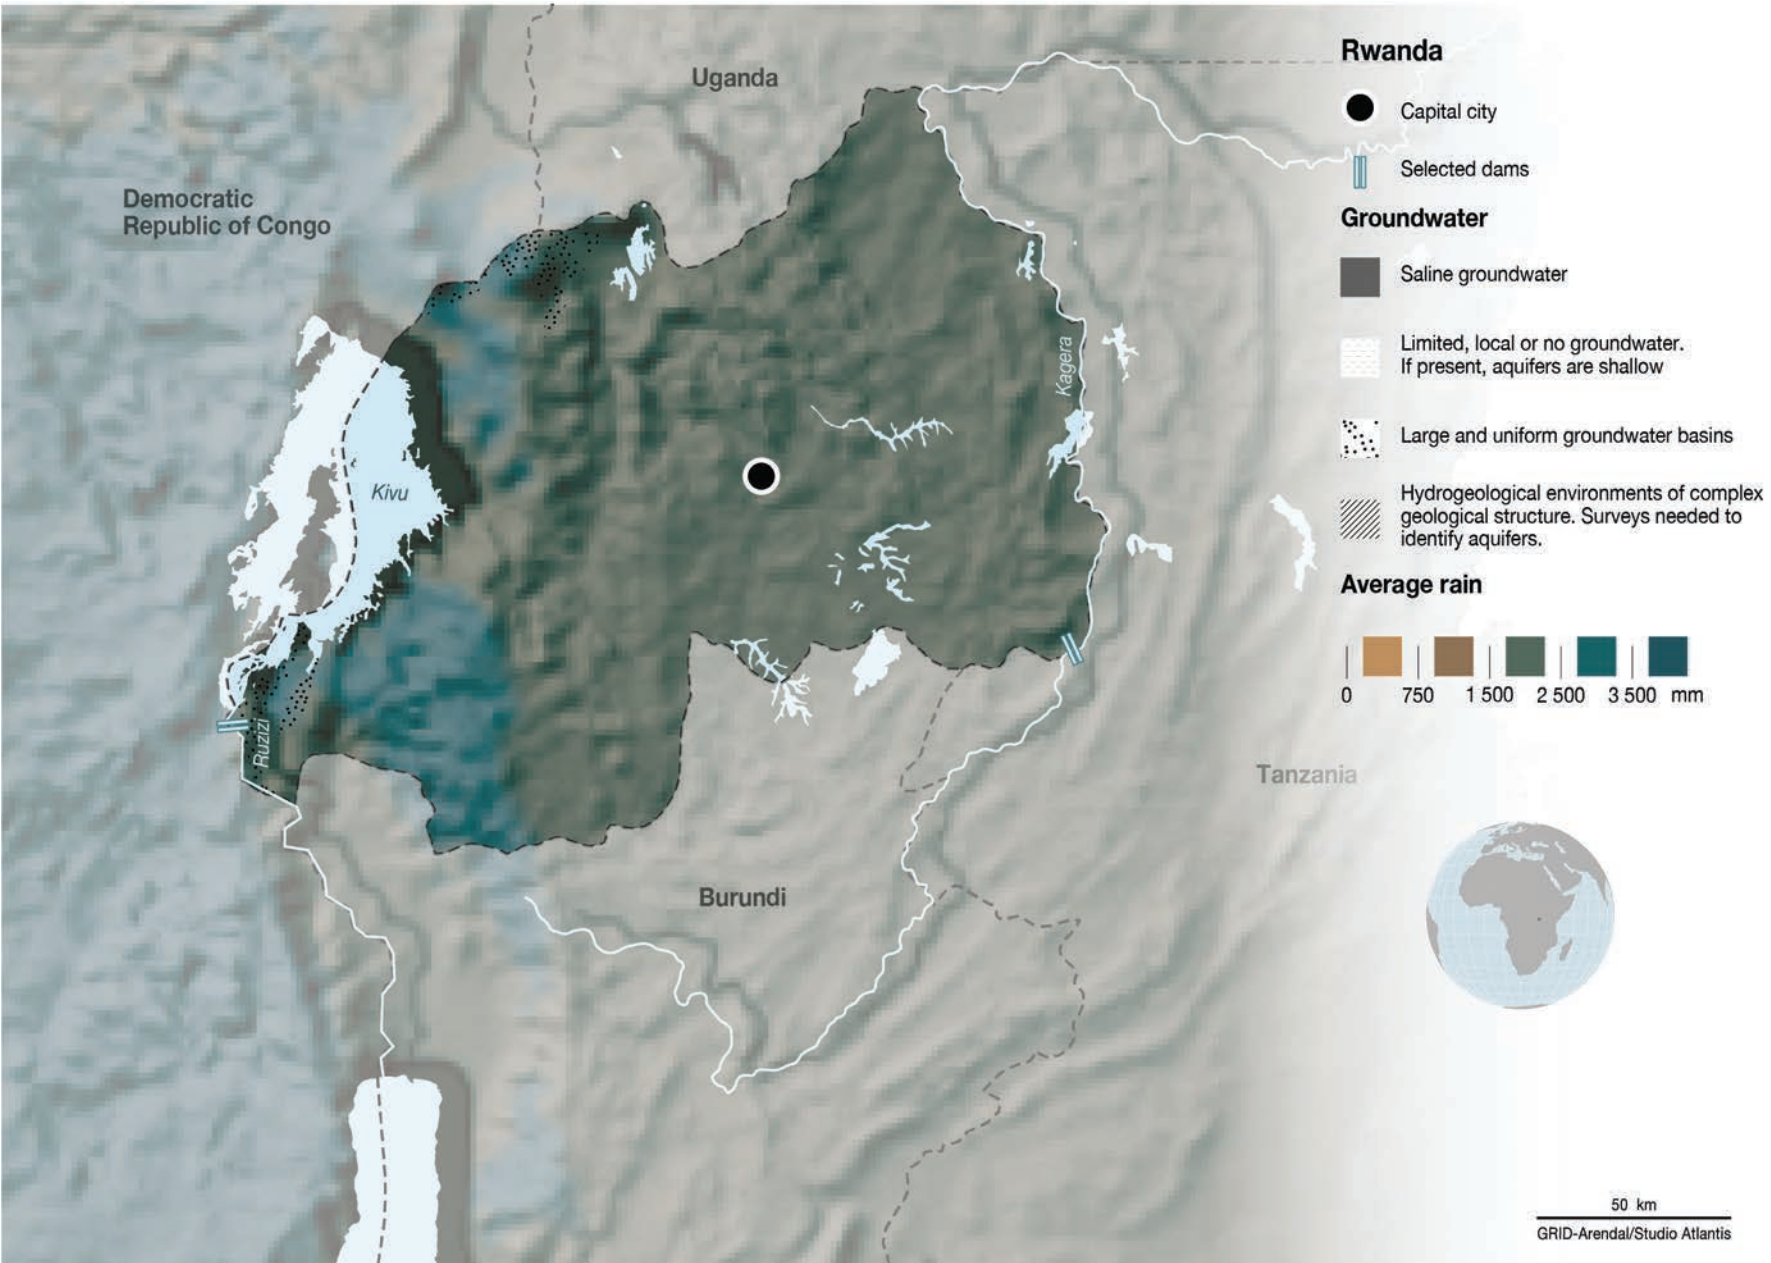 Uganda
Democratic
Republic of Congo
Kivu
Kagera
Ruzizi
Burundi
Tanzania
Rwanda
Capital city
Selected dams
Groundwater
Saline groundwater
Limited, local or no groundwater.
If present, aquifers are shallow
Large and uniform groundwater basins
Hydrogeological environments of complex
geological structure. Surveys needed to
identify aquifers.
Average rain
0 750 1 500 2 500 3 500 mm
50 km
GRID-Arendal/Studio Atlantis